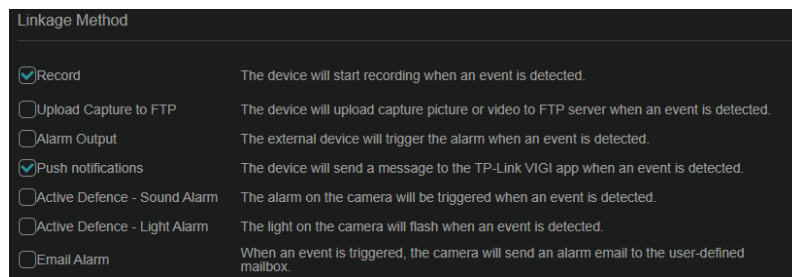 Linkage Method
Record The device will start recording when an event is detected.
Upload Capture to FTP The device will upload capture picture or video to FTP server when an event is detected.
Alarm Output The external device will trigger the alarm when an event is detected.
Push notifications The device will send a message to the TP-Link VIGI app when an event is detected.
Active Defence - Sound Alarm The alarm on the camera will be triggered when an event is detected.
Active Defence - Light Alarm The light on the camera will flash when an event is detected.
Email Alarm When an event is triggered, the camera will send an alarm email to the user-defined
mailbox.